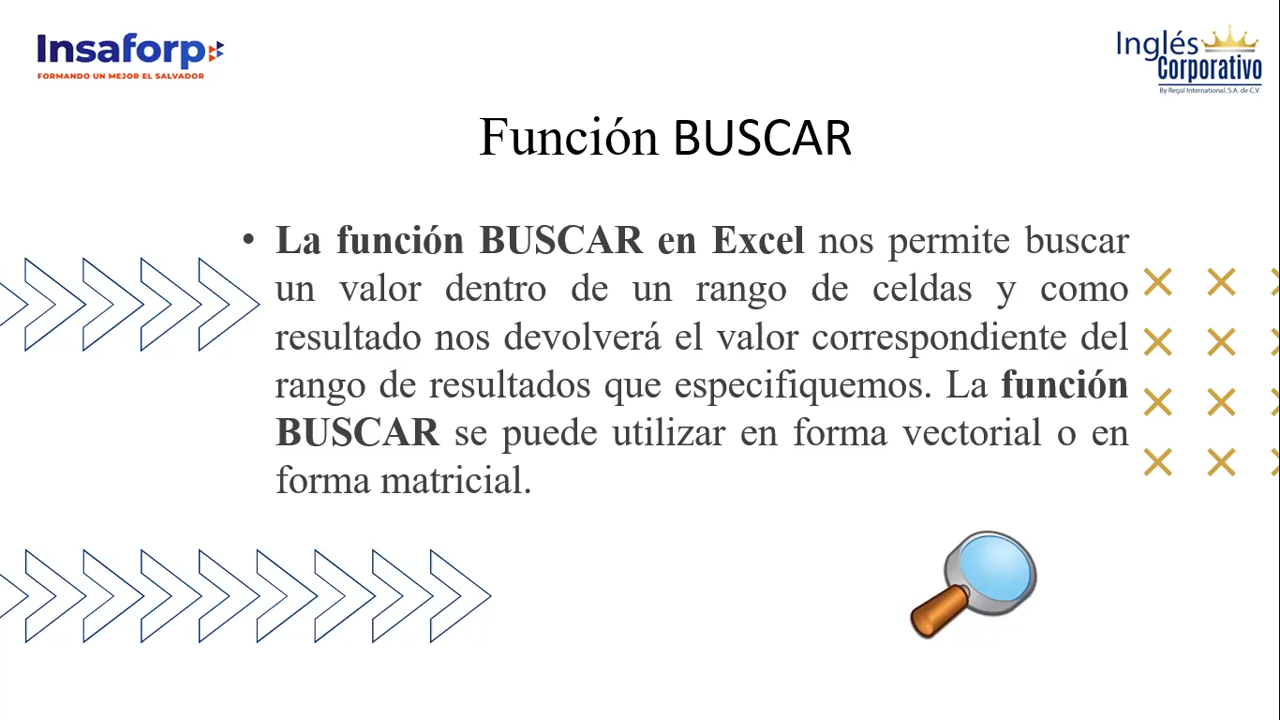 Insaforp
FORMANDO UN MEJOR EL SALVADOR
Inglés
Corporativo
By Regal International, S.A. de C.V.
Función BUSCAR
• La función BUSCAR en Excel nos permite buscar
un valor dentro de un rango de celdas y como
resultado nos devolverá el valor correspondiente del
rango de resultados que especifiquemos. La función
BUSCAR se puede utilizar en forma vectorial o en
forma matricial.